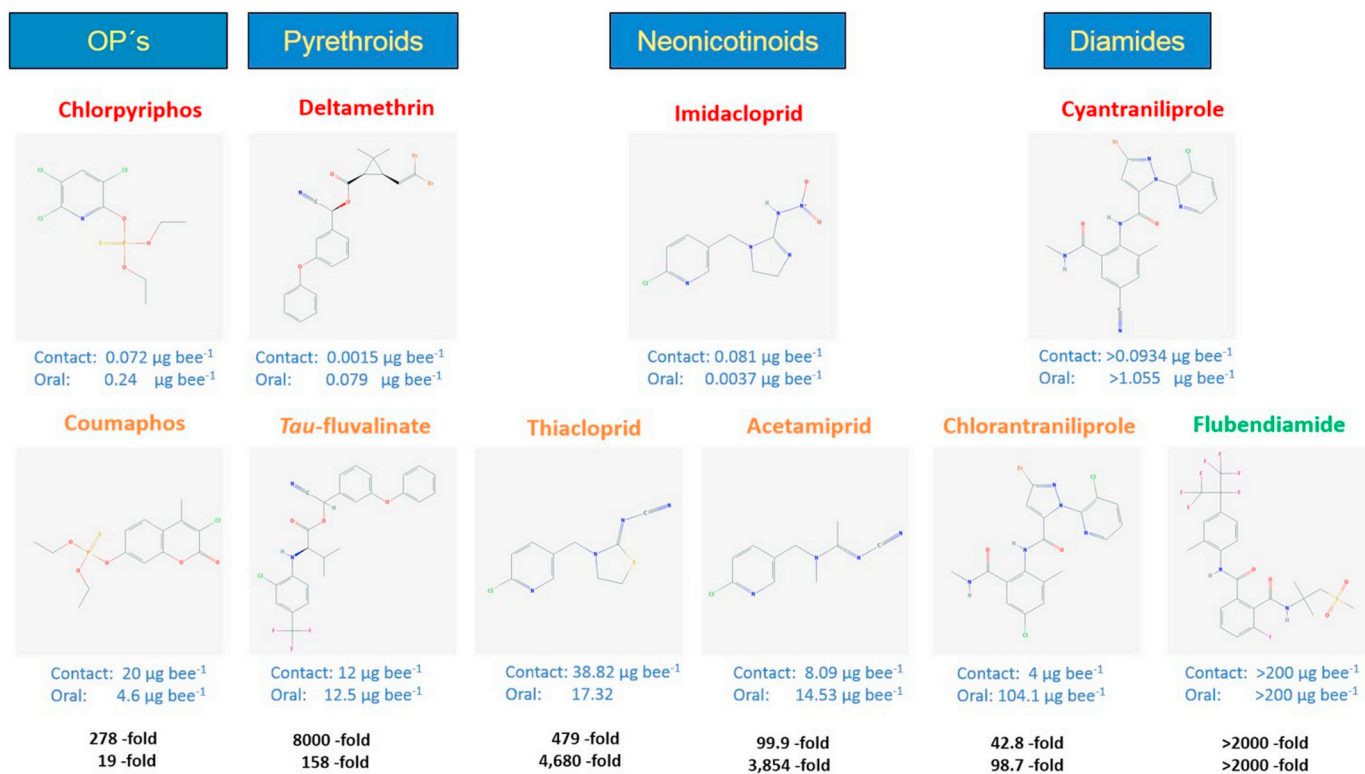 OP´s
Pyrethroids
Neonicotinoids
Diamides
Chlorpyriphos
Deltamethrin
Imidacloprid
Cyantraniliprole
Contact: 0.072 µg bee⁻¹
Oral: 0.24 µg bee⁻¹
Contact: 0.0015 µg bee⁻¹
Oral: 0.079 µg bee⁻¹
Contact: 0.081 µg bee⁻¹
Oral: 0.0037 µg bee⁻¹
Contact: >0.0934 µg bee⁻¹
Oral: >1.055 µg bee⁻¹
Coumaphos
Tau-fluvalinate
Thiacloprid
Acetamiprid
Chlorantraniliprole
Flubendiamide
Contact: 20 µg bee⁻¹
Oral: 4.6 µg bee⁻¹
Contact: 12 µg bee⁻¹
Oral: 12.5 µg bee⁻¹
Contact: 38.82 µg bee⁻¹
Oral: 17.32
Contact: 8.09 µg bee⁻¹
Oral: 14.53 µg bee⁻¹
Contact: 4 µg bee⁻¹
Oral: 104.1 µg bee⁻¹
Contact: >200 µg bee⁻¹
Oral: >200 µg bee⁻¹
278 -fold
19 -fold
8000 -fold
158 -fold
479 -fold
4,680 -fold
99.9 -fold
3,854 -fold
42.8 -fold
98.7 -fold
>2000 -fold
>2000 -fold